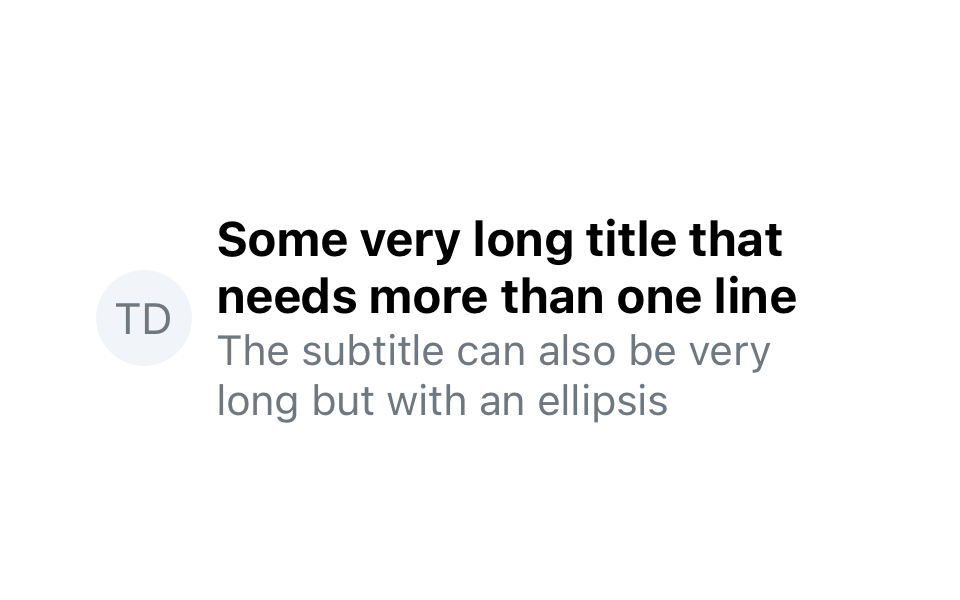 TD
Some very long title that
needs more than one line
The subtitle can also be very
long but with an ellipsis